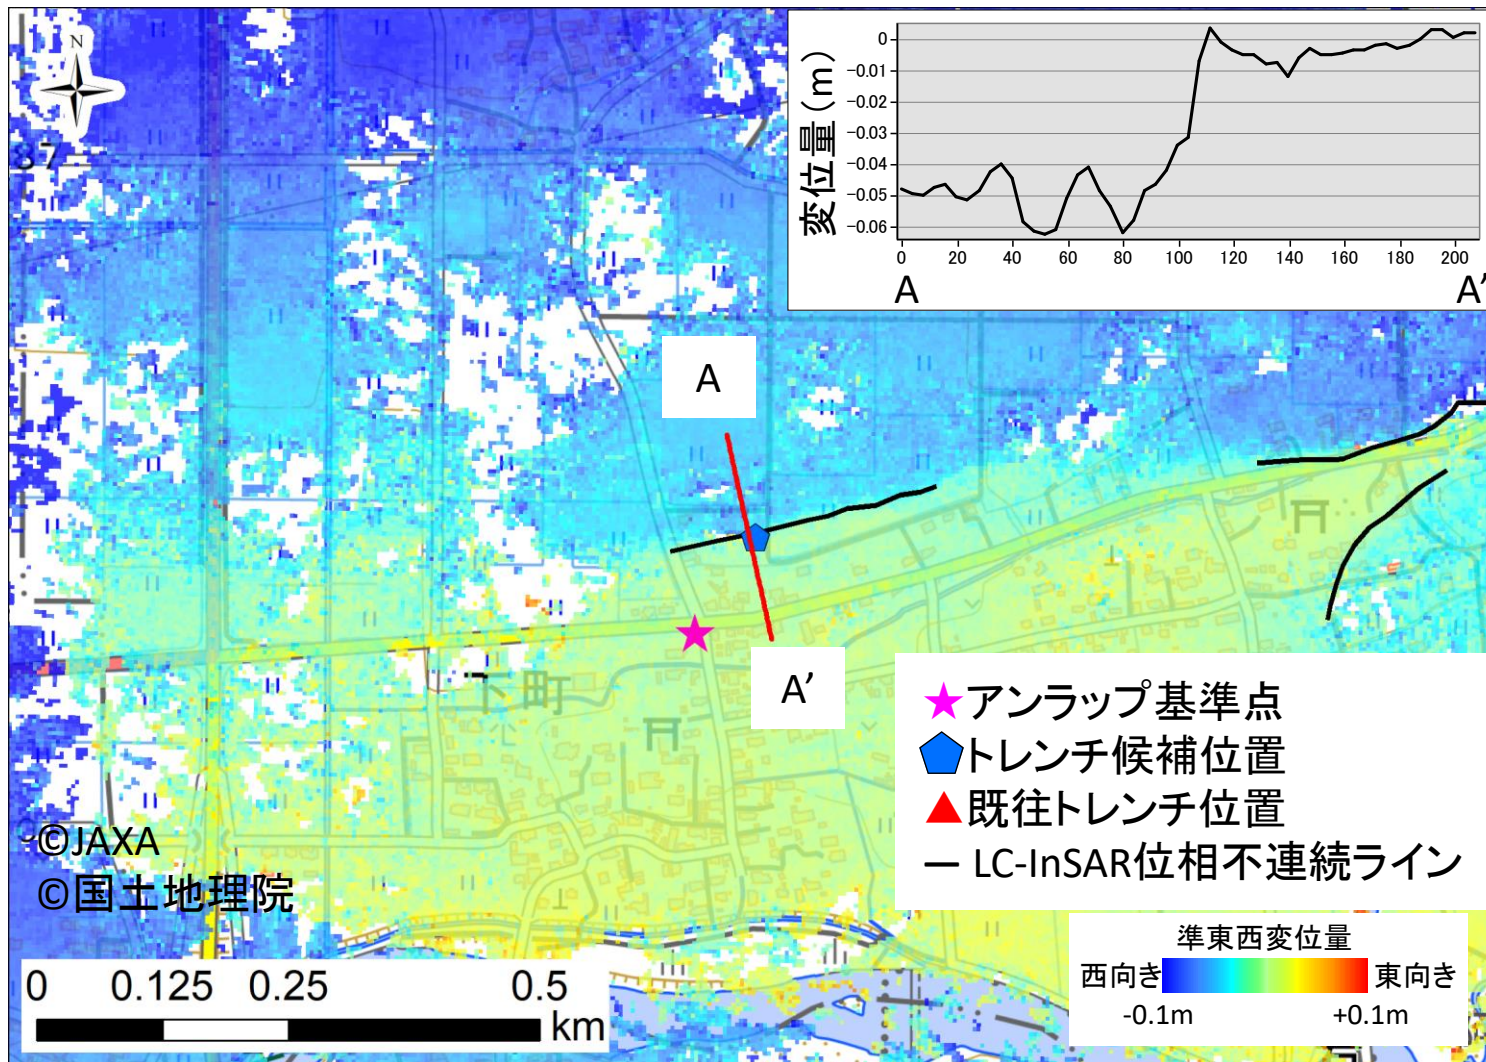 N
87
変位量(m)
0
-0.01
-0.02
-0.03
-0.04
-0.05
-0.06
0 20 40 60 80 100 120 140 160 180 200
A A'
A
A'
下町
★アンラップ基準点
トレンチ候補位置
▲既往トレンチ位置
LC-InSAR位相不連続ライン
©JAXA
©国土地理院
0 0.125 0.25 0.5
km
準東西変位量
西向き 東向き
-0.1m +0.1m